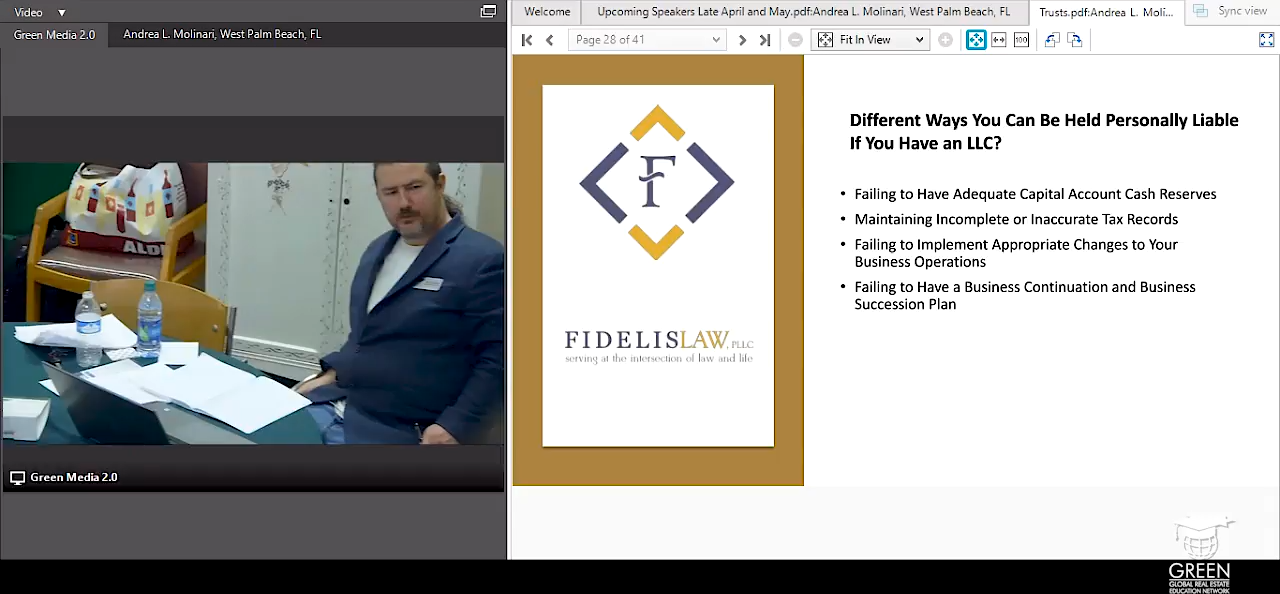 Video
Green Media 2.0
Andrea L. Molinari, West Palm Beach, FL
Welcome
Upcoming Speakers Late April and May.pdf:Andrea L. Molinari, West Palm Beach, FL
Trusts.pdf:Andrea L. Moli...
Sync view
Page 28 of 41
Fit In View
100
ALDI
Green Media 2.0
F
FIDELISLAW, PLLC
serving at the intersection of law and life
Different Ways You Can Be Held Personally Liable
If You Have an LLC?
• Failing to Have Adequate Capital Account Cash Reserves
• Maintaining Incomplete or Inaccurate Tax Records
• Failing to Implement Appropriate Changes to Your
Business Operations
• Failing to Have a Business Continuation and Business
Succession Plan
GREEN
GLOBAL REAL ESTATE
EDUCATION NETWORK